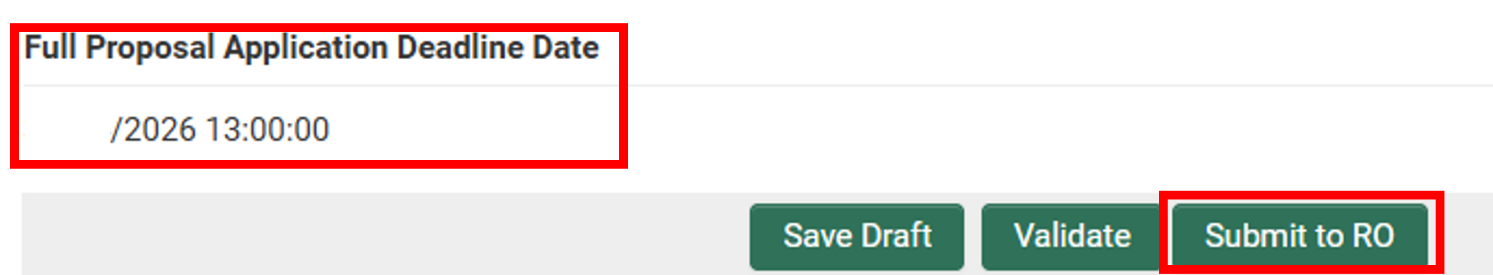 Full Proposal Application Deadline Date
/2026 13:00:00
Save Draft Validate Submit to RO